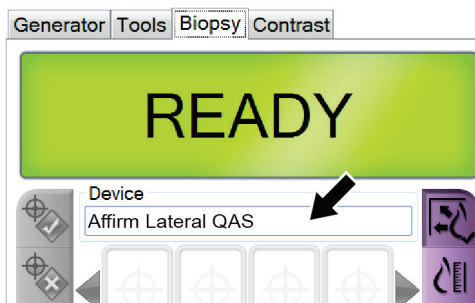 Generator Tools Biopsy Contrast
READY
Device
Affirm Lateral QAS